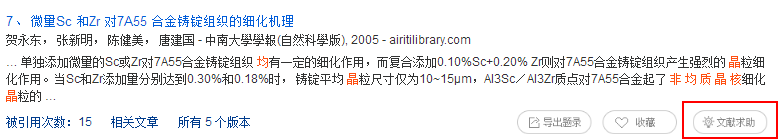 7、 微量Sc 和Zr 对7A55 合金铸锭组织的细化机理
贺永东, 张新明, 陈健美, 唐建国 - 中南大學學報(自然科學版), 2005 - airitilibrary.com
... 单独添加微量的Sc或Zr对7A55合金铸锭组织 均有一定的细化作用，而复合添加0.10%Sc+0.20% Zr则对7A55合金铸锭组织产生强烈的 晶粒细
化作用。当Sc和Zr添加量分别达到0.30%和0.18%时， 铸锭平均 晶粒尺寸仅为10~15μm，Al3Sc／Al3Zr质点对7A55合金起了 非 均 质 晶 核细化
晶粒的 ...
被引用次数：15 相关文章 所有 5 个版本 导出题录 收藏 文献求助